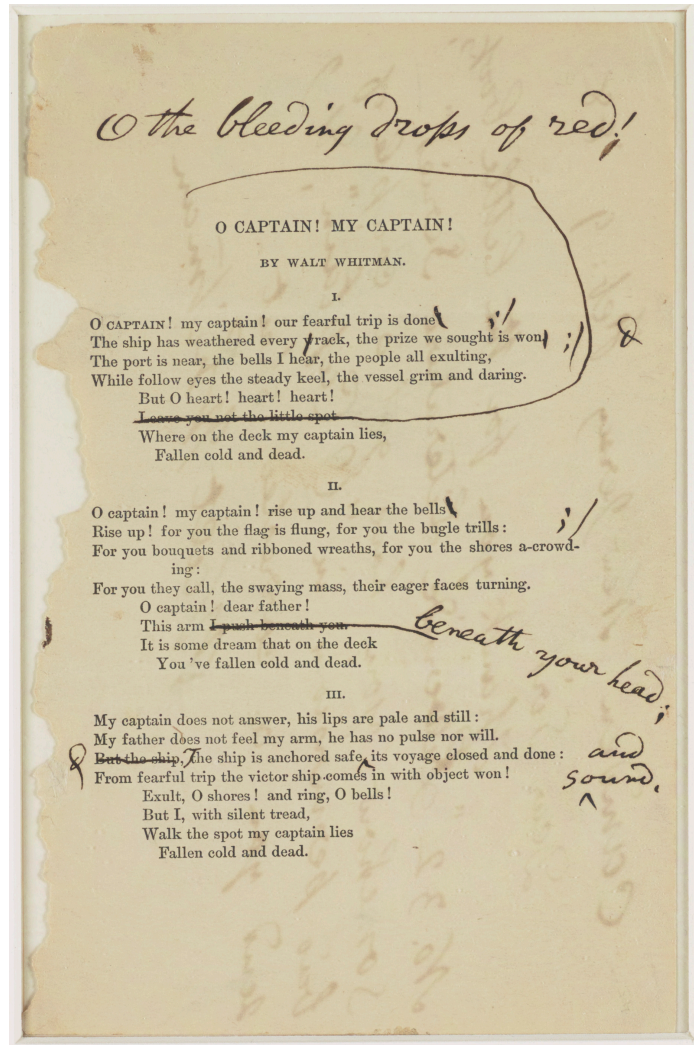 O the bleeding drops of red!
O CAPTAIN! MY CAPTAIN!
BY WALT WHITMAN.
I.
O CAPTAIN! my captain! our fearful trip is done ;/
The ship has weathered every rack, the prize we sought is won ;/
The port is near, the bells I hear, the people all exulting,
While follow eyes the steady keel, the vessel grim and daring.
But O heart! heart! heart!
Leave you not the little spot
Where on the deck my captain lies,
Fallen cold and dead.
II.
O captain! my captain! rise up and hear the bells ;/
Rise up! for you the flag is flung, for you the bugle trills:
For you bouquets and ribboned wreaths, for you the shores a-crowd-
ing:
For you they call, the swaying mass, their eager faces turning.
O captain! dear father!
This arm I push beneath you. beneath your head;
It is some dream that on the deck
You 've fallen cold and dead.
III.
My captain does not answer, his lips are pale and still:
My father does not feel my arm, he has no pulse nor will.
But the ship, The ship is anchored safe, its voyage closed and done: and
sound,
From fearful trip the victor ship comes in with object won!
Exult, O shores! and ring, O bells!
But I, with silent tread,
Walk the spot my captain lies
Fallen cold and dead.